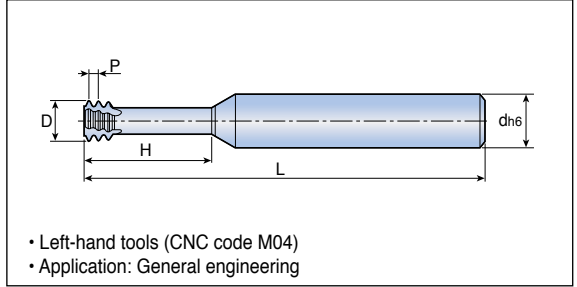 P
D
dh6
H
L
• Left-hand tools (CNC code M04)
• Application: General engineering